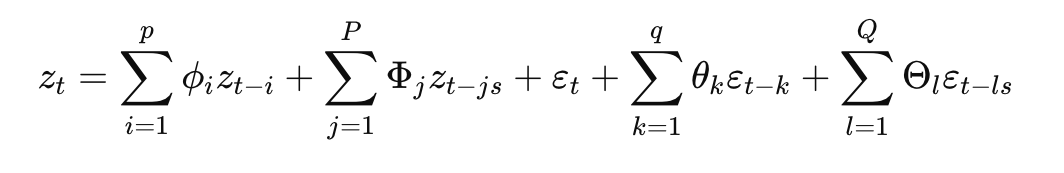 $z_t = \sum_{i=1}^{p} \phi_i z_{t-i} + \sum_{j=1}^{P} \Phi_j z_{t-js} + \varepsilon_t + \sum_{k=1}^{q} \theta_k \varepsilon_{t-k} + \sum_{l=1}^{Q} \Theta_l \varepsilon_{t-ls}$